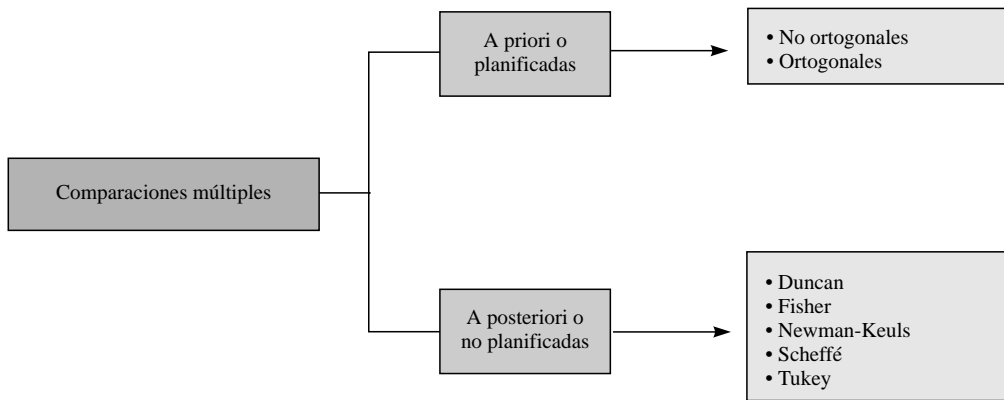 A priori o
planificadas
• No ortogonales
• Ortogonales
Comparaciones múltiples
A posteriori o
no planificadas
• Duncan
• Fisher
• Newman-Keuls
• Scheffé
• Tukey